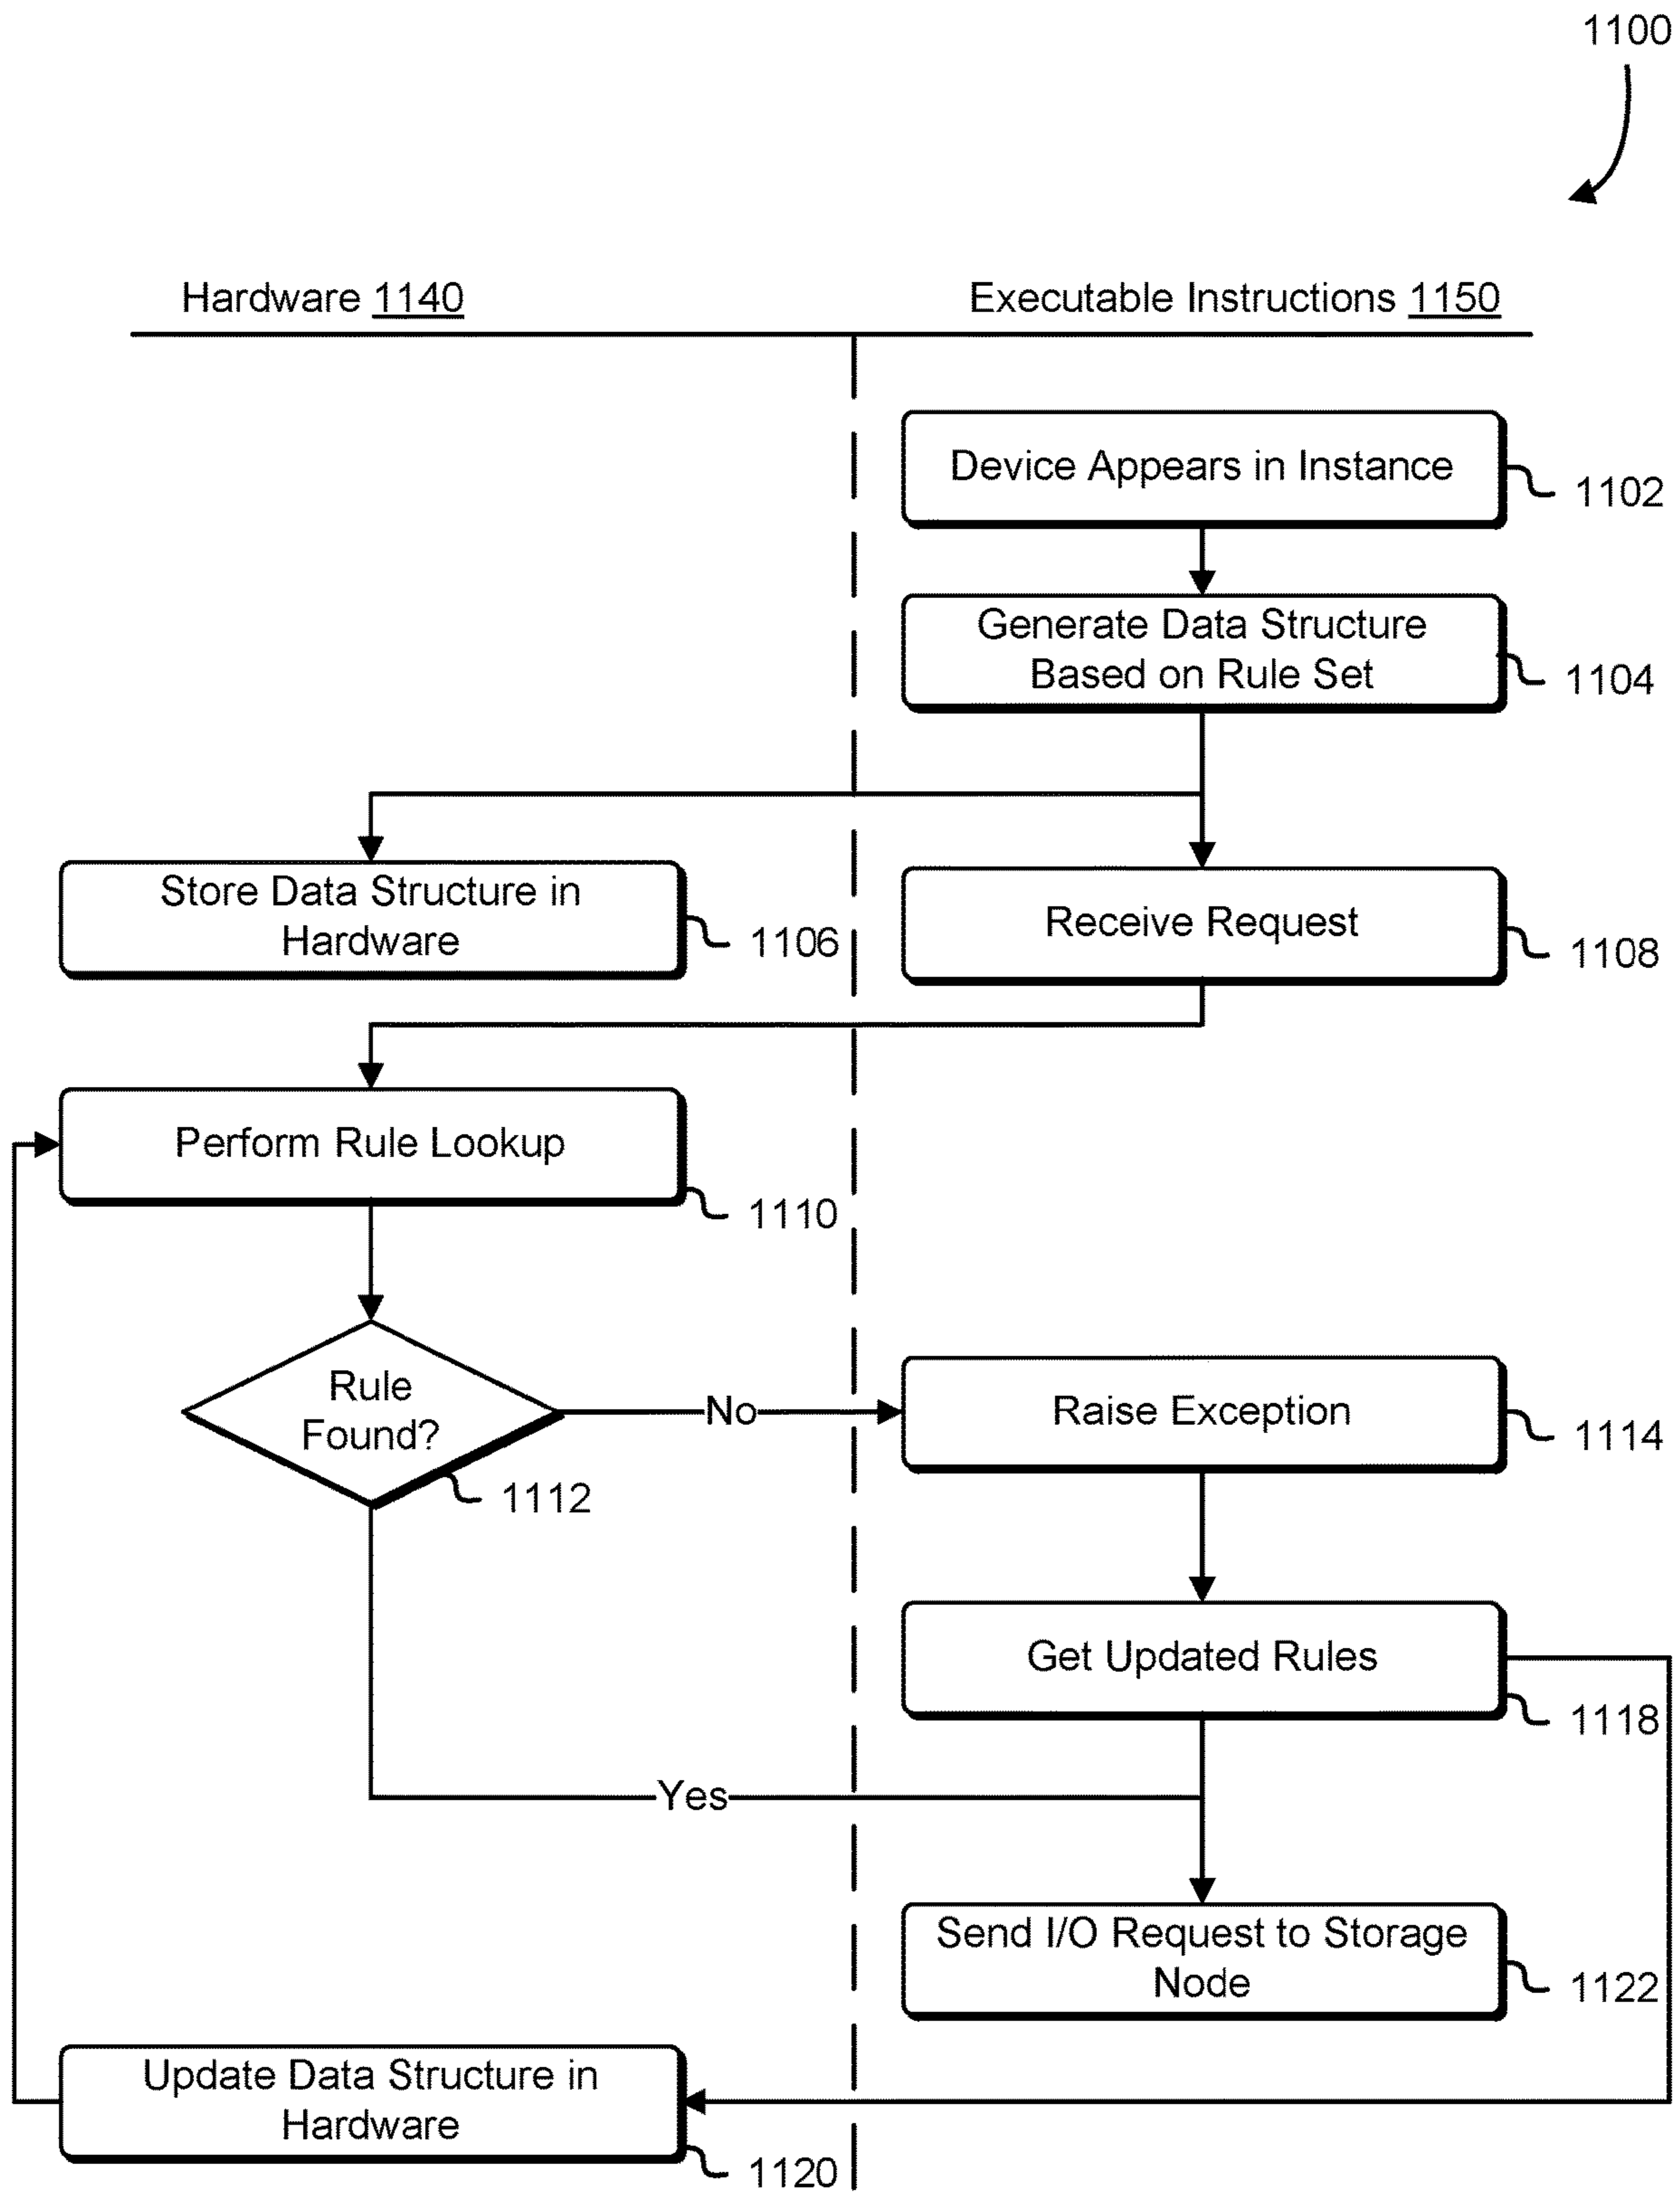 1100
Hardware 1140
Executable Instructions 1150
Device Appears in Instance
1102
Generate Data Structure
Based on Rule Set
1104
Store Data Structure in
Hardware
1106
Receive Request
1108
Perform Rule Lookup
1110
Rule
Found?
1112
No
Raise Exception
1114
Get Updated Rules
1118
Yes
Send I/O Request to Storage
Node
1122
Update Data Structure in
Hardware
1120